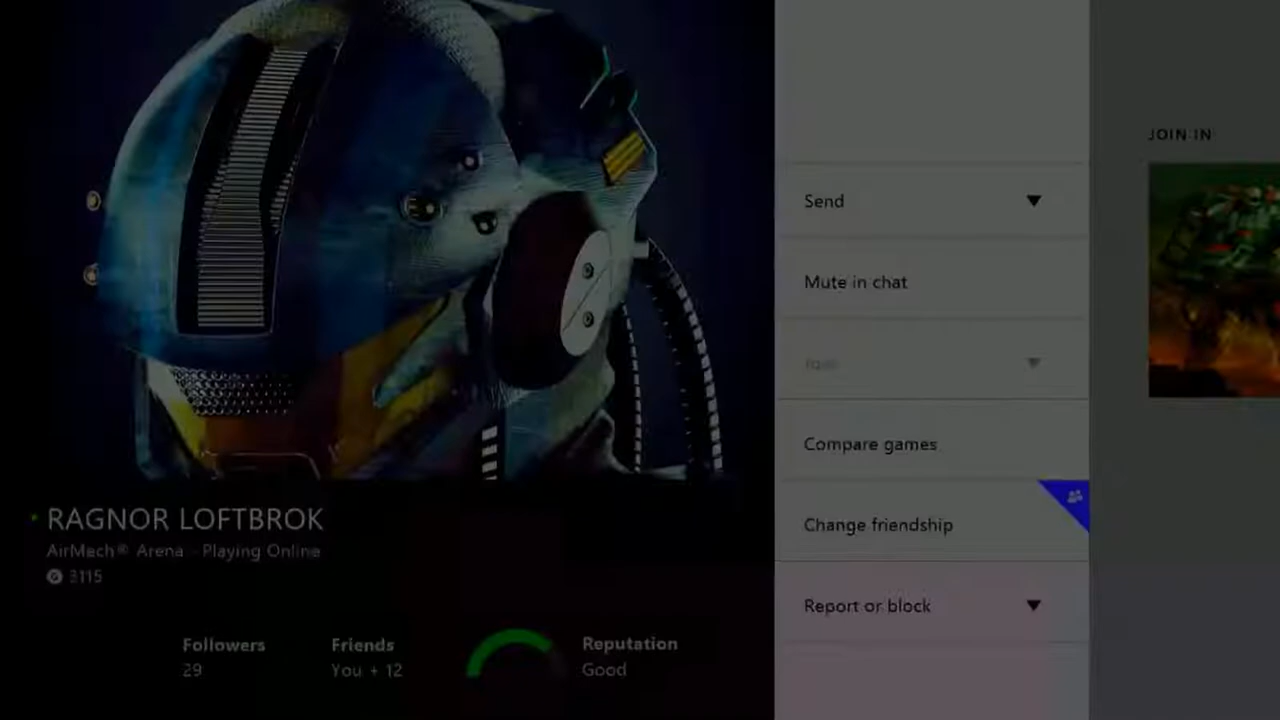 RAGNOR LOFTBROK
AirMech® Arena - Playing Online
3115
Followers
29
Friends
You + 12
Reputation
Good
Send
Mute in chat
Compare games
Change friendship
Report or block
JOIN IN